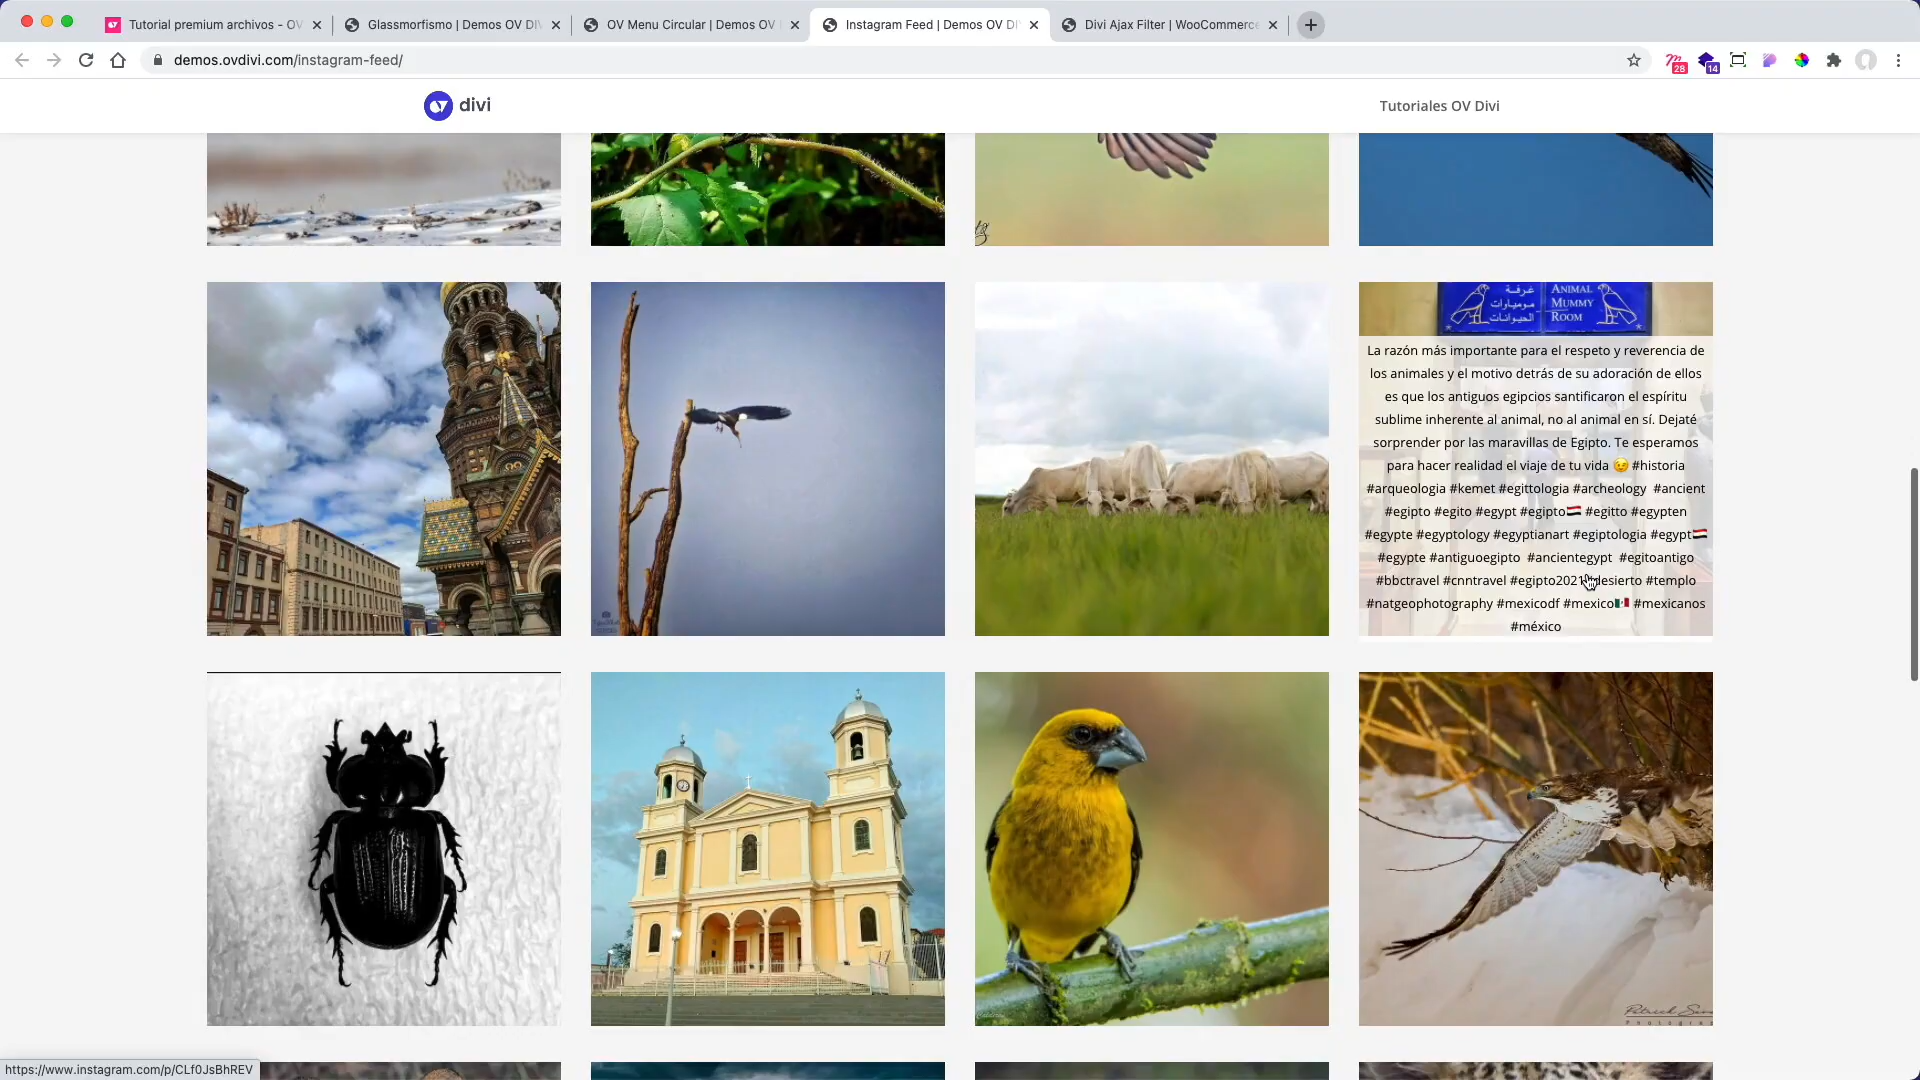 Tutorial premium archivos - OV
Glassmorfismo | Demos OV DIV
OV Menu Circular | Demos OV
Instagram Feed | Demos OV DI
Divi Ajax Filter | WooCommerce
demos.ovdivi.com/instagram-feed/
28
14
divi
Tutoriales OV Divi
غرفة
موميאوات
الحيوانات
ANIMAL
MUMMY
ROOM
La razón más importante para el respeto y reverencia de
los animales y el motivo detrás de su adoración de ellos
es que los antiguos egipcios santificaron el espíritu
sublime inherente al animal, no al animal en sí. Dejaté
sorprender por las maravillas de Egipto. Te esperamos
para hacer realidad el viaje de tu vida 😉 #historia
#arqueologia #kemet #egittologia #archeology #ancient
#egipto #egito #egypt #egipto🇪🇬 #egitto #egypten
#egypte #egyptology #egyptianart #egiptologia #egypt🇪🇬
#egypte #antiguoegipto #ancientegypt #egitoantigo
#bbctravel #cnntravel #egipto2021 #desierto #templo
#natgeophotography #mexicodf #mexico🇲🇽 #mexicanos
#méxico
https://www.instagram.com/p/CLf0JsBhREV